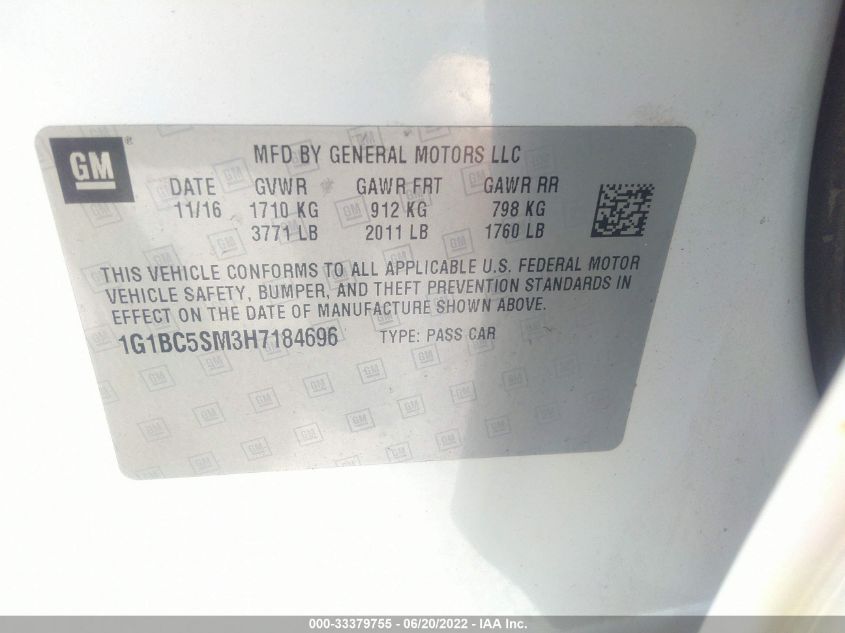 GM ®
MFD BY GENERAL MOTORS LLC
DATE GVWR GAWR FRT GAWR RR
11/16 1710 KG 912 KG 798 KG
3771 LB 2011 LB 1760 LB
THIS VEHICLE CONFORMS TO ALL APPLICABLE U.S. FEDERAL MOTOR
VEHICLE SAFETY, BUMPER, AND THEFT PREVENTION STANDARDS IN
EFFECT ON THE DATE OF MANUFACTURE SHOWN ABOVE.
1G1BC5SM3H7184696 TYPE: PASS CAR
000-33379755 - 06/20/2022 - IAA Inc.